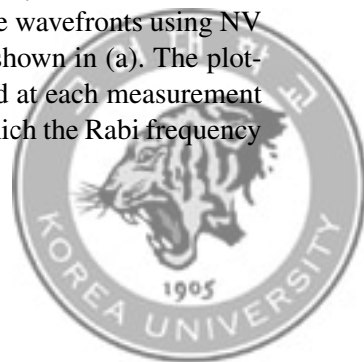 e wavefronts using NV
shown in (a). The plot-
d at each measurement
hich the Rabi frequency
KOREA UNIVERSITY
1905